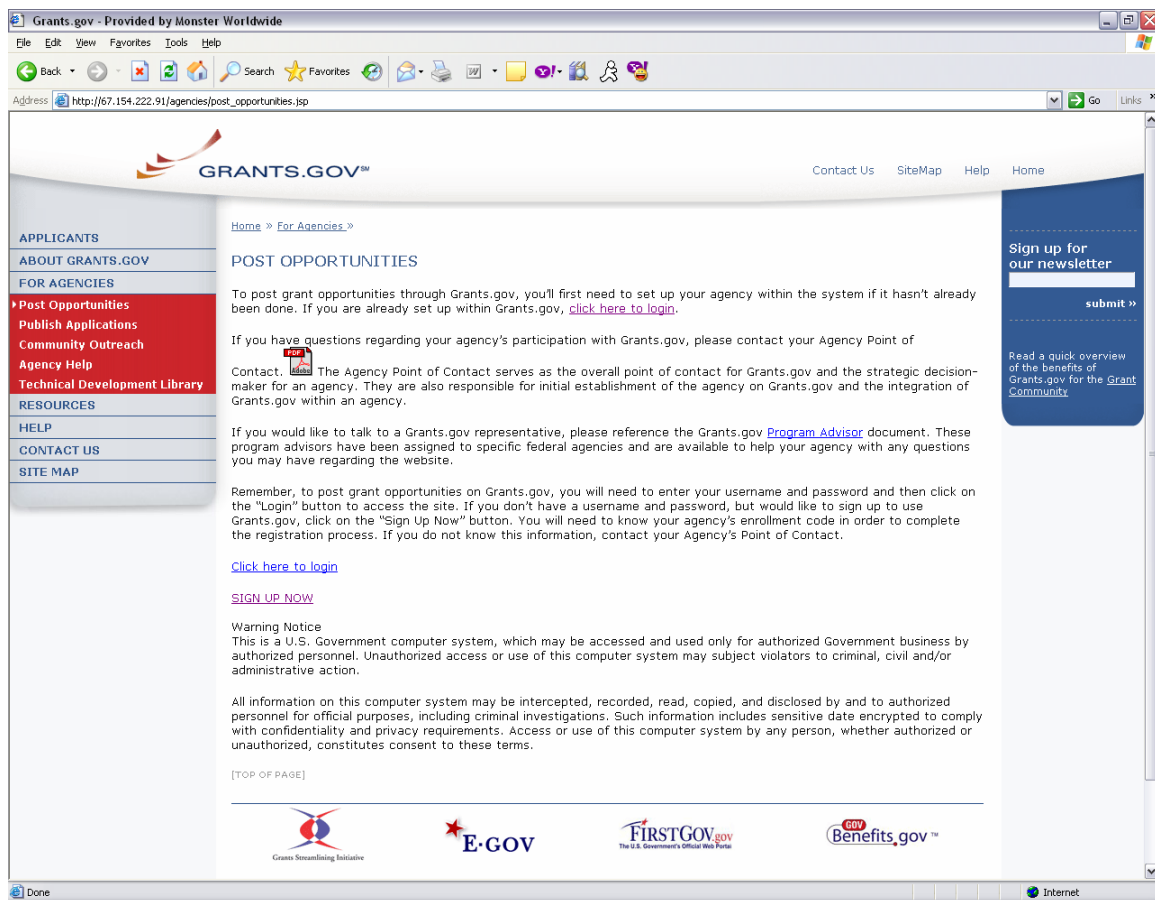 Grants.gov - Provided by Monster Worldwide
File Edit View Favorites Tools Help
Back Search Favorites
Address http://67.154.222.91/agencies/post_opportunities.jsp Go Links »
GRANTS.GOV℠
Contact Us SiteMap Help Home
APPLICANTS
ABOUT GRANTS.GOV
FOR AGENCIES
Post Opportunities
Publish Applications
Community Outreach
Agency Help
Technical Development Library
RESOURCES
HELP
CONTACT US
SITE MAP
Home » For Agencies »
POST OPPORTUNITIES
To post grant opportunities through Grants.gov, you'll first need to set up your agency within the system if it hasn't already
been done. If you are already set up within Grants.gov, click here to login.
If you have questions regarding your agency's participation with Grants.gov, please contact your Agency Point of
Contact. PDF Adobe The Agency Point of Contact serves as the overall point of contact for Grants.gov and the strategic decision-
maker for an agency. They are also responsible for initial establishment of the agency on Grants.gov and the integration of
Grants.gov within an agency.
If you would like to talk to a Grants.gov representative, please reference the Grants.gov Program Advisor document. These
program advisors have been assigned to specific federal agencies and are available to help your agency with any questions
you may have regarding the website.
Remember, to post grant opportunities on Grants.gov, you will need to enter your username and password and then click on
the “Login” button to access the site. If you don't have a username and password, but would like to sign up to use
Grants.gov, click on the “Sign Up Now” button. You will need to know your agency's enrollment code in order to complete
the registration process. If you do not know this information, contact your Agency's Point of Contact.
Click here to login
SIGN UP NOW
Warning Notice
This is a U.S. Government computer system, which may be accessed and used only for authorized Government business by
authorized personnel. Unauthorized access or use of this computer system may subject violators to criminal, civil and/or
administrative action.
All information on this computer system may be intercepted, recorded, read, copied, and disclosed by and to authorized
personnel for official purposes, including criminal investigations. Such information includes sensitive date encrypted to comply
with confidentiality and privacy requirements. Access or use of this computer system by any person, whether authorized or
unauthorized, constitutes consent to these terms.
[TOP OF PAGE]
Sign up for
our newsletter
submit »
Read a quick overview
of the benefits of
Grants.gov for the Grant
Community
Grants Streamlining Initiative
E·GOV
FIRSTGOV.gov
The U.S. Government's Official Web Portal
GOV
Benefits.gov ™
Done Internet